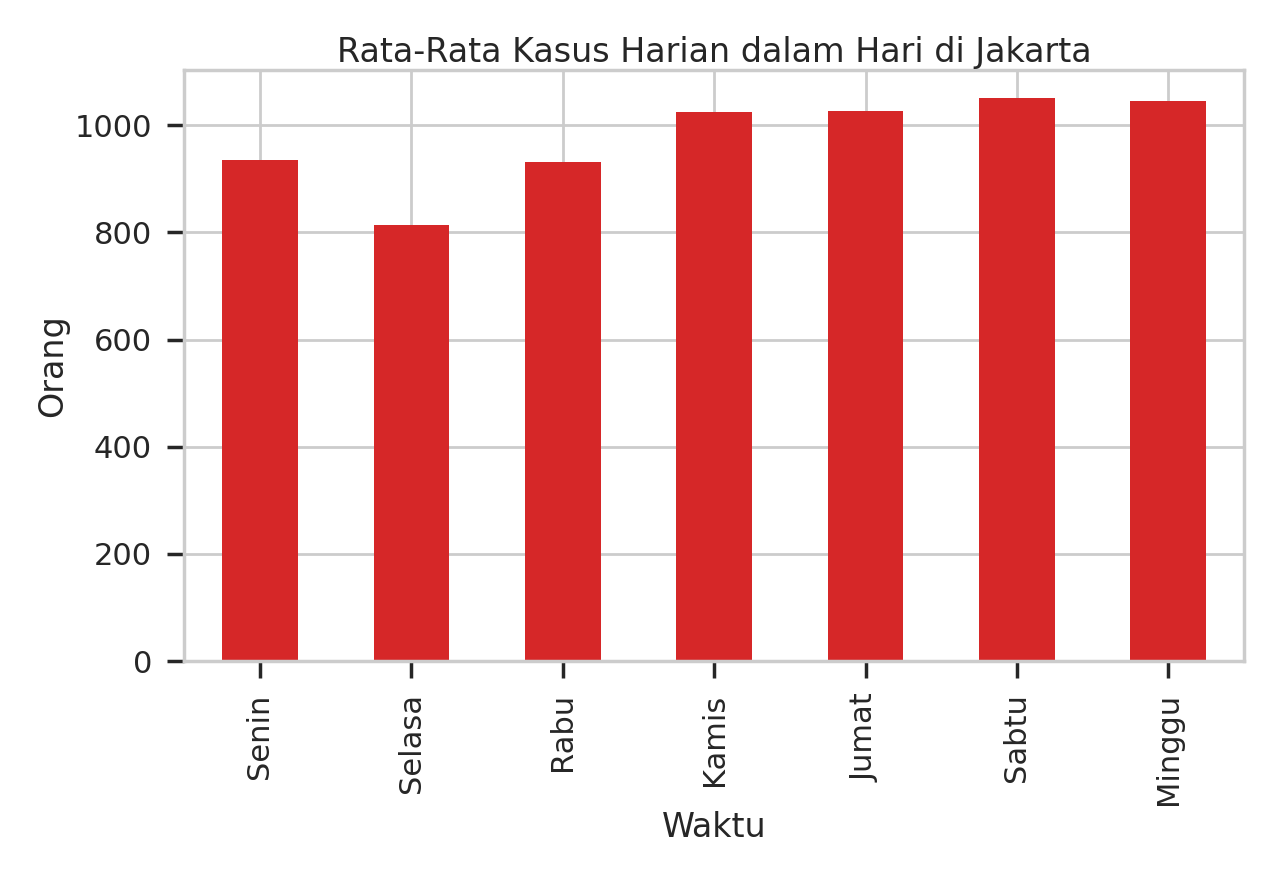 Rata-Rata Kasus Harian dalam Hari di Jakarta
1000
800
600
400
200
0
Orang
Senin
Selasa
Rabu
Kamis
Jumat
Sabtu
Minggu
Waktu